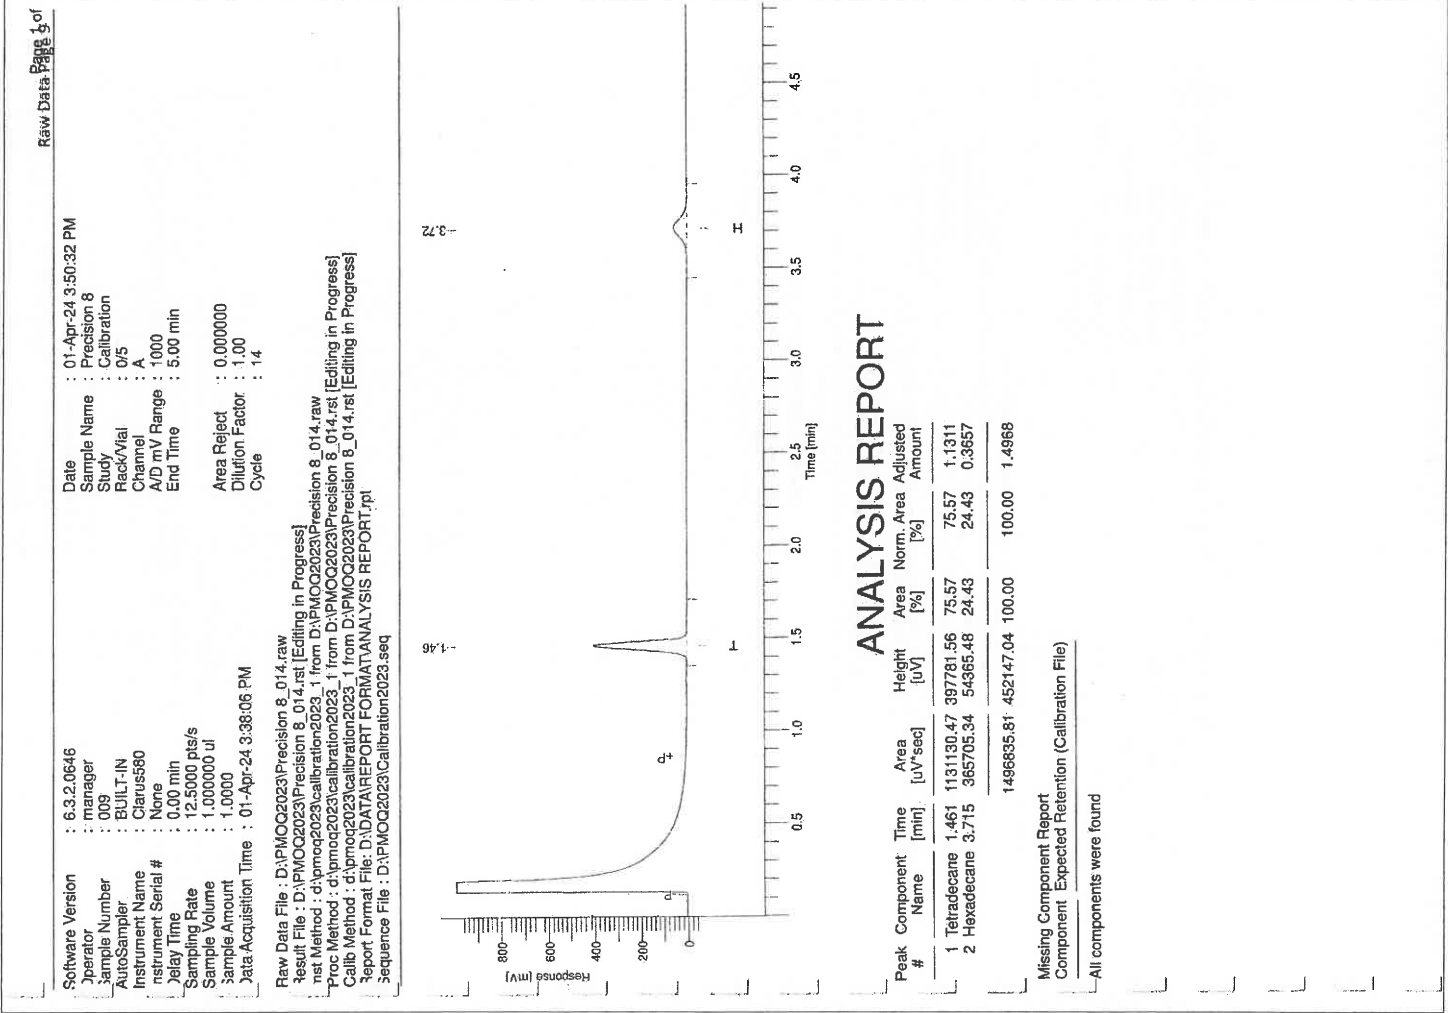 Page 1 of
Raw Data Page 9
Software Version : 6.3.2.0646 Date : 01-Apr-24 3:50:32 PM
Operator : manager Sample Name : Precision 8
Sample Number : 009 Study : Calibration
AutoSampler : BUILT-IN Rack/Vial : 0/5
Instrument Name : Clarus580 Channel : A
nstrument Serial # : None A/D mV Range : 1000
Delay Time : 0.00 min End Time : 5.00 min
Sampling Rate : 12.5000 pts/s
Sample Volume : 1.000000 ul Area Reject : 0.000000
Sample Amount : 1.0000 Dilution Factor : 1.00
Data Acquisition Time : 01-Apr-24 3:38:06 PM Cycle : 14
Raw Data File : D:\PMOQ2023\Precision 8_014.raw
Result File : D:\PMOQ2023\Precision 8_014.rst [Editing in Progress]
nst Method : d:\pmoq2023\calibration2023_1 from D:\PMOQ2023\Precision 8_014.raw
Proc Method : d:\pmoq2023\calibration2023_1 from D:\PMOQ2023\Precision 8_014.rst [Editing in Progress]
Calib Method : d:\pmoq2023\calibration2023_1 from D:\PMOQ2023\Precision 8_014.rst [Editing in Progress]
Report Format File: D:\DATA\REPORT FORMAT\ANALYSIS REPORT.rpt
Sequence File : D:\PMOQ2023\Calibration2023.seq
-1.46
-3.72
Response [mV]
800
600
400
200
0
P
+P
T
H
0.5 1.0 1.5 2.0 2.5 3.0 3.5 4.0 4.5
Time [min]
ANALYSIS REPORT
Peak Component Time Area Height Area Norm. Area Adjusted
# Name [min] [uV*sec] [uV] [%] [%] Amount
1 Tetradecane 1.461 1131130.47 397781.56 75.57 75.57 1.1311
2 Hexadecane 3.715 365705.34 54365.48 24.43 24.43 0.3657
1496835.81 452147.04 100.00 100.00 1.4968
Missing Component Report
Component Expected Retention (Calibration File)
All components were found